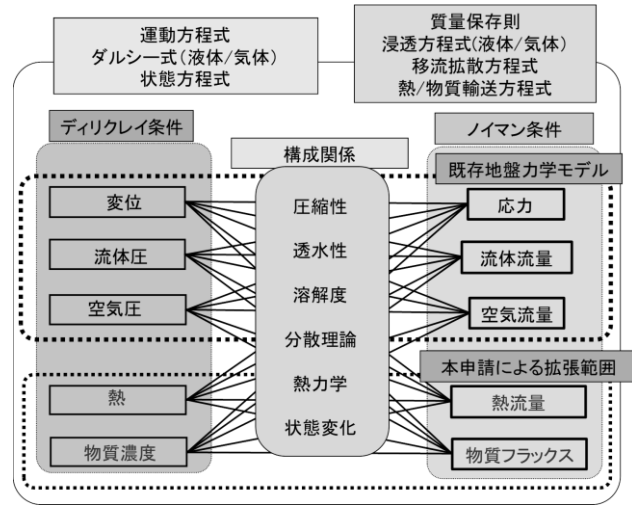 運動方程式
ダルシー式(液体/気体)
状態方程式
質量保存則
浸透方程式(液体/気体)
移流拡散方程式
熱/物質輸送方程式
ディリクレイ条件
構成関係
ノイマン条件
既存地盤力学モデル
変位
流体圧
空気圧
圧縮性
透水性
溶解度
分散理論
熱力学
状態変化
応力
流体流量
空気流量
本申請による拡張範囲
熱
物質濃度
熱流量
物質フラックス